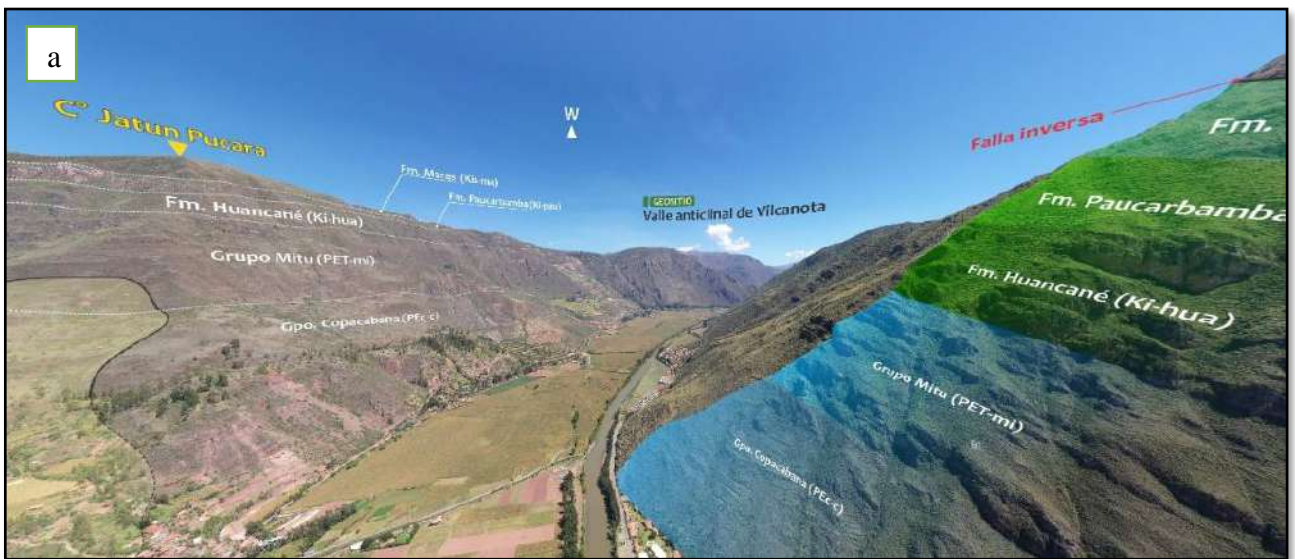 a
Cº Jatun Pucara
W
Falla inversa
Fm.
Fm. Maras (Kis-ma)
Fm. Paucarbamba (Ki-pau)
Fm. Huancané (Ki-hua)
GEOSITIO
Valle anticlinal de Vilcanota
Fm. Paucarbamba
Grupo Mitu (PET-mi)
Fm. Huancané (Ki-hua)
Gpo. Copacabana (PEc-c)
Grupo Mitu (PET-mi)
Gpo. Copacabana (PEc-c)